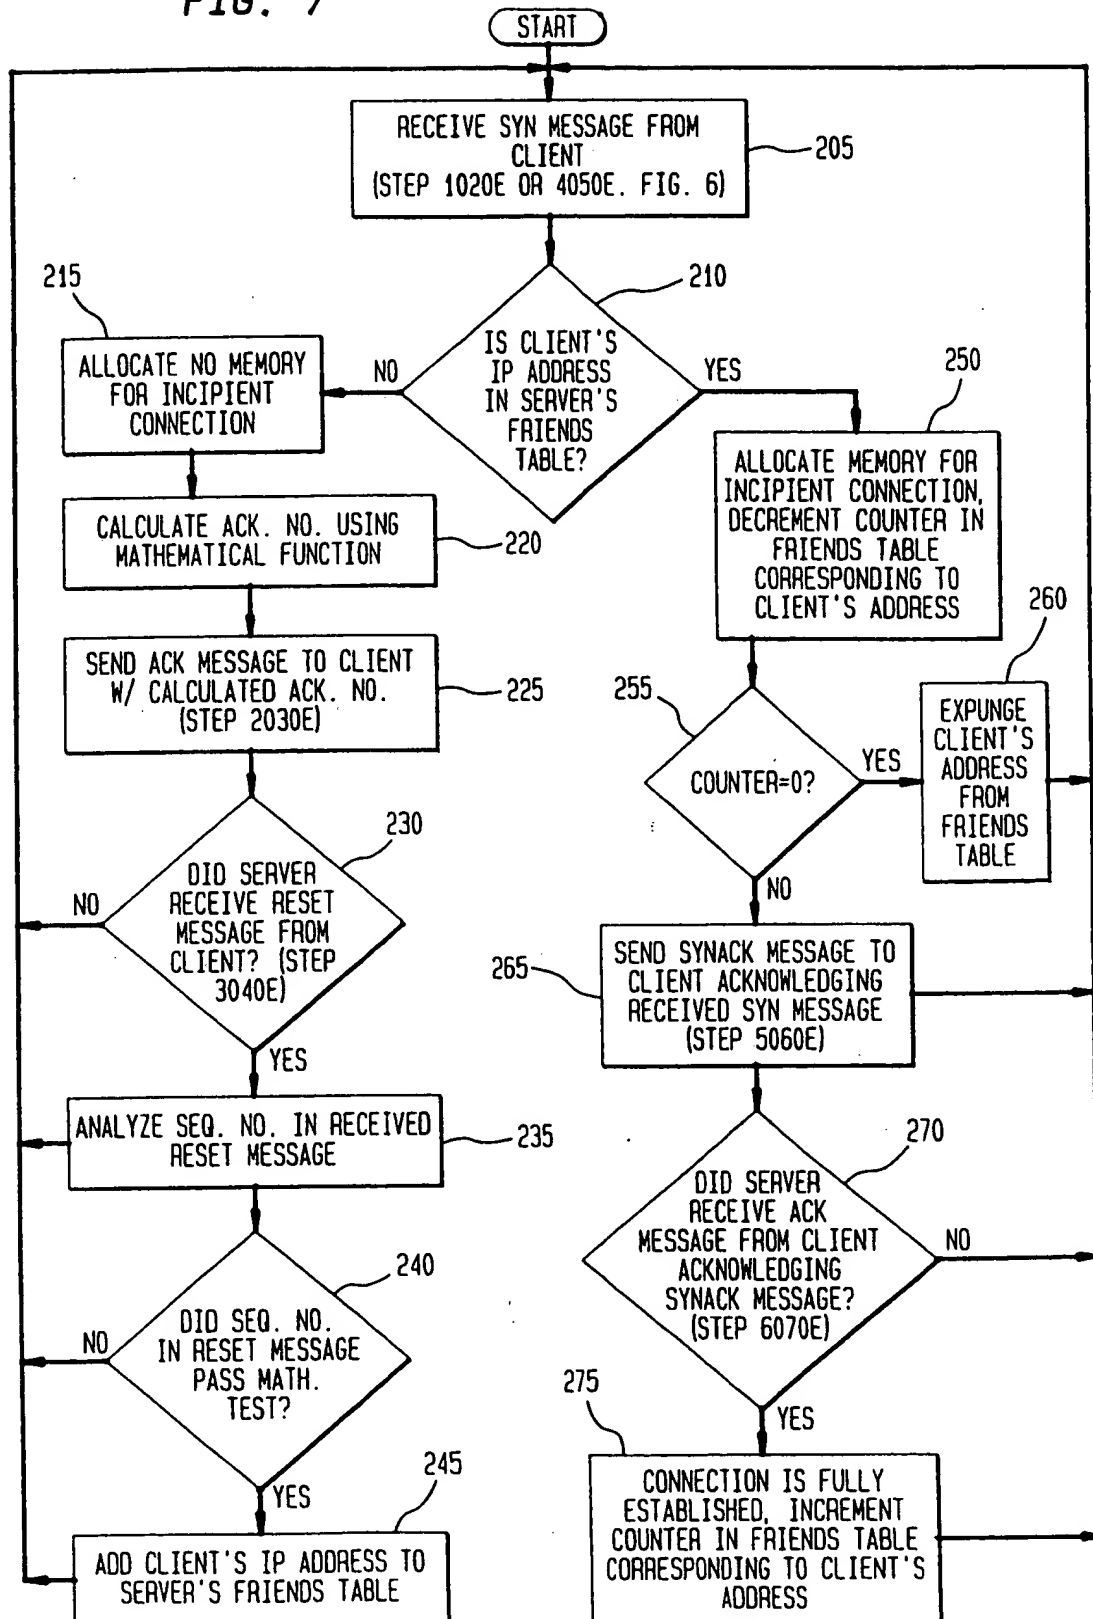 FIG. 7
START
RECEIVE SYN MESSAGE FROM
CLIENT
(STEP 1020E OR 4050E. FIG. 6)
205
210
IS CLIENT'S
IP ADDRESS
IN SERVER'S
FRIENDS
TABLE?
NO
YES
215
ALLOCATE NO MEMORY
FOR INCIPIENT
CONNECTION
CALCULATE ACK. NO. USING
MATHEMATICAL FUNCTION
220
SEND ACK MESSAGE TO CLIENT
W/ CALCULATED ACK. NO.
(STEP 2030E)
225
230
DID SERVER
RECEIVE RESET
MESSAGE FROM
CLIENT? (STEP
3040E)
NO
YES
ANALYZE SEQ. NO. IN RECEIVED
RESET MESSAGE
235
240
DID SEQ. NO.
IN RESET MESSAGE
PASS MATH.
TEST?
NO
YES
245
ADD CLIENT'S IP ADDRESS TO
SERVER'S FRIENDS TABLE
250
ALLOCATE MEMORY FOR
INCIPIENT CONNECTION,
DECREMENT COUNTER IN
FRIENDS TABLE
CORRESPONDING TO
CLIENT'S ADDRESS
255
COUNTER=0?
YES
NO
260
EXPUNGE
CLIENT'S
ADDRESS
FROM
FRIENDS
TABLE
265
SEND SYNACK MESSAGE TO
CLIENT ACKNOWLEDGING
RECEIVED SYN MESSAGE
(STEP 5060E)
270
DID SERVER
RECEIVE ACK
MESSAGE FROM CLIENT
ACKNOWLEDGING
SYNACK MESSAGE?
(STEP 6070E)
NO
YES
275
CONNECTION IS FULLY
ESTABLISHED, INCREMENT
COUNTER IN FRIENDS TABLE
CORRESPONDING TO CLIENT'S
ADDRESS